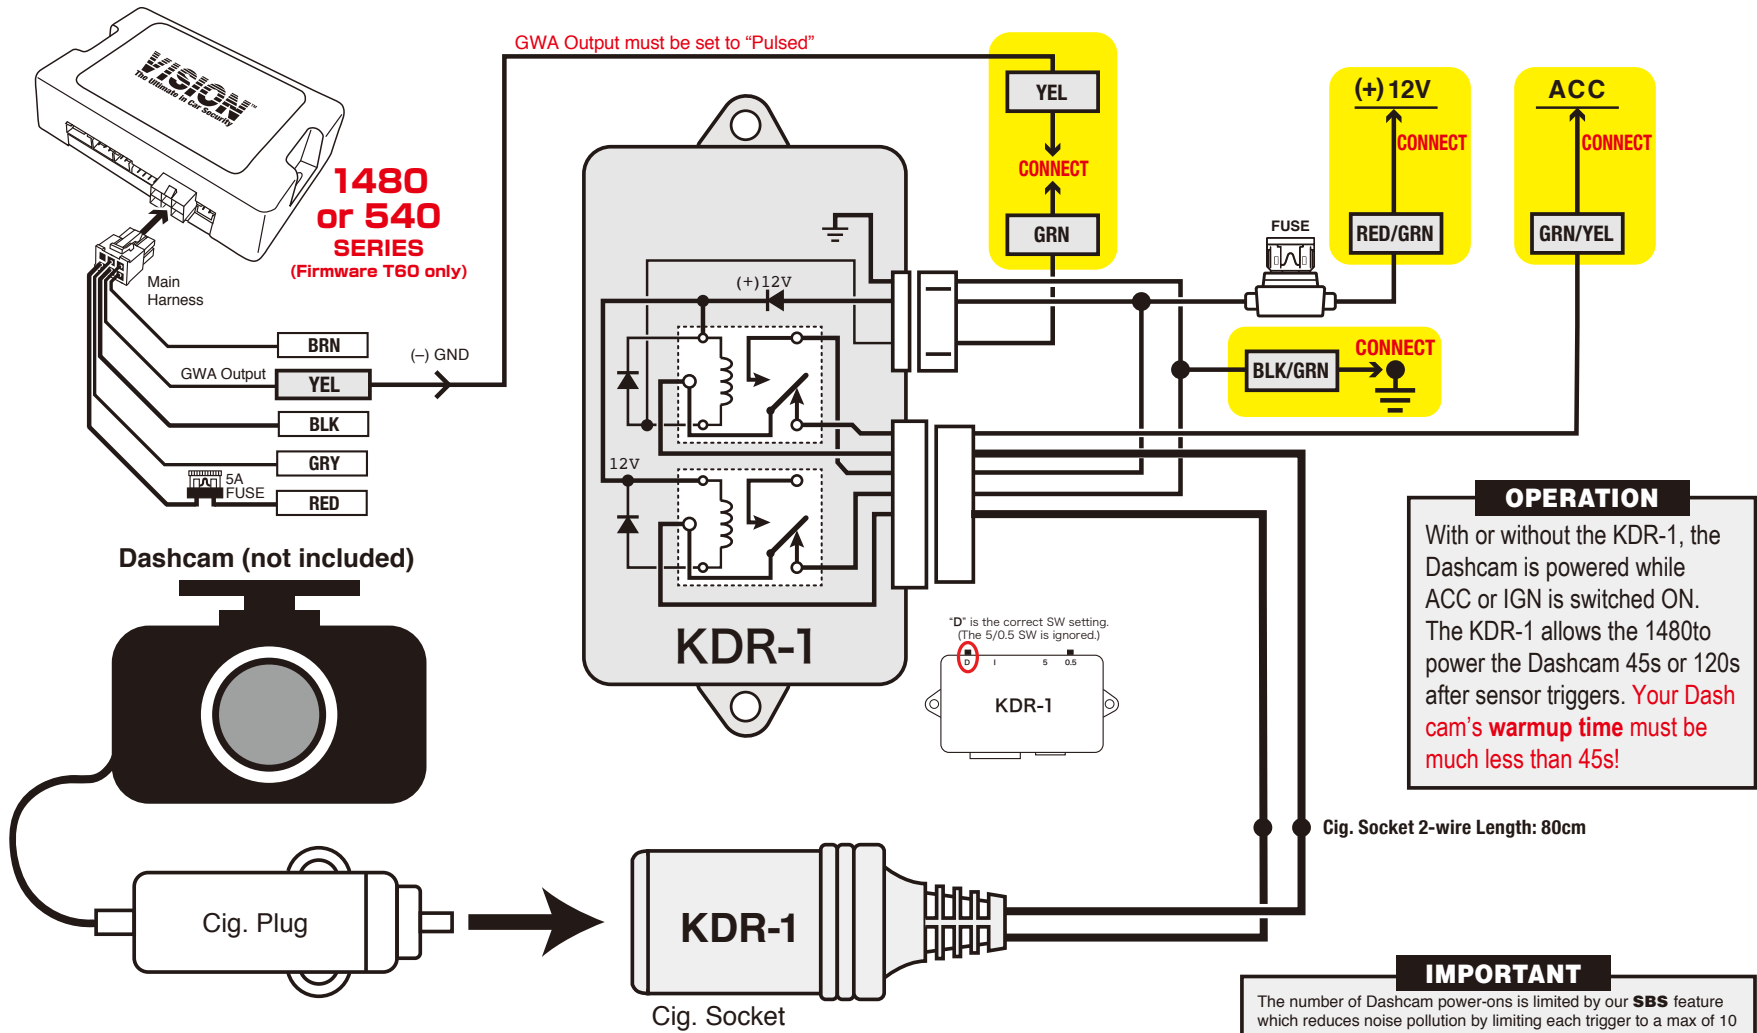 GWA Output must be set to “Pulsed”
VISION™
The Ultimate in Car Security
1480
or 540
SERIES
(Firmware T60 only)
Main
Harness
BRN
GWA Output
YEL
(–) GND
BLK
GRY
5A
FUSE
RED
YEL
CONNECT
GRN
(+)12V
CONNECT
RED/GRN
ACC
CONNECT
GRN/YEL
FUSE
CONNECT
BLK/GRN
(+)12V
12V
KDR-1
"D" is the correct SW setting.
(The 5/0.5 SW is ignored.)
D I 5 0.5
KDR-1
OPERATION
With or without the KDR-1, the
Dashcam is powered while
ACC or IGN is switched ON.
The KDR-1 allows the 1480to
power the Dashcam 45s or 120s
after sensor triggers. Your Dash
cam’s warmup time must be
much less than 45s!
Dashcam (not included)
Cig. Socket 2-wire Length: 80cm
Cig. Plug
KDR-1
Cig. Socket
IMPORTANT
The number of Dashcam power-ons is limited by our SBS feature
which reduces noise pollution by limiting each trigger to a max of 10